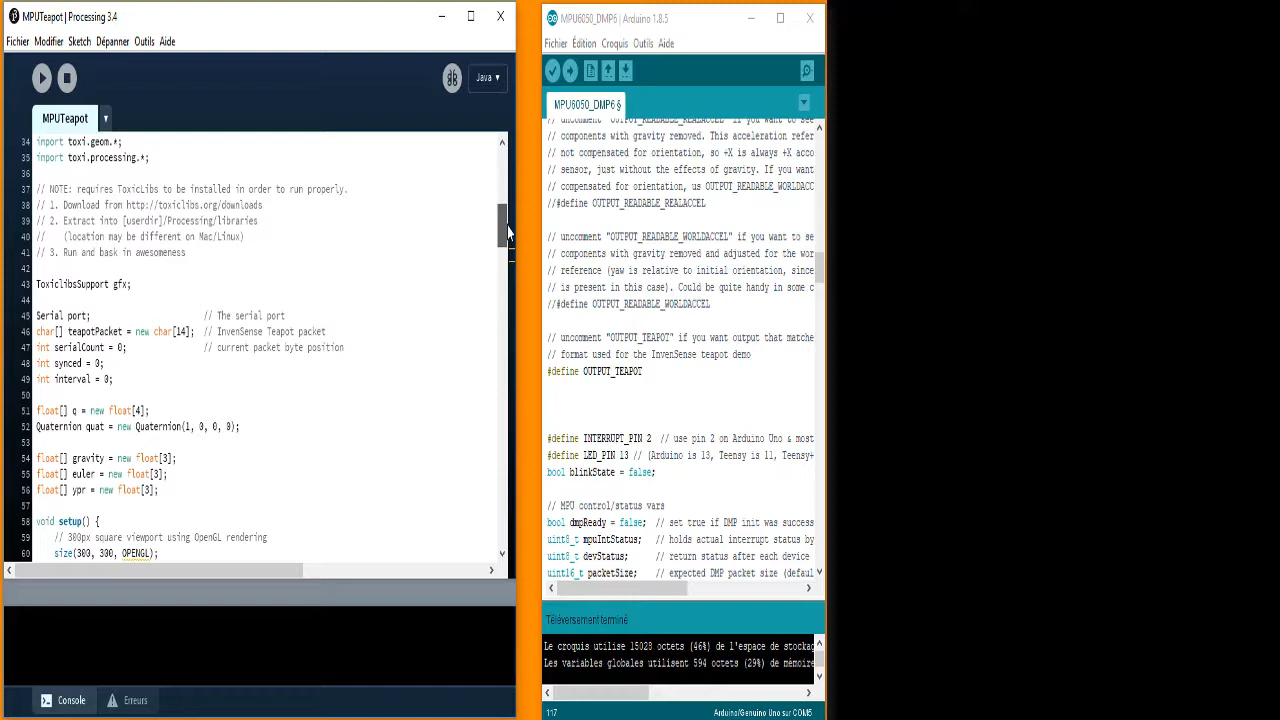 MPUTeapot | Processing 3.4
Fichier Modifier Sketch Dépanner Outils Aide
Java ▾
MPUTeapot ▾
34 import toxi.geom.*;
35 import toxi.processing.*;
36
37 // NOTE: requires ToxicLibs to be installed in order to run properly.
38 // 1. Download from http://toxiclibs.org/downloads
39 // 2. Extract into [userdir]/Processing/libraries
40 //    (location may be different on Mac/Linux)
41 // 3. Run and bask in awesomeness
42
43 ToxiclibsSupport gfx;
44
45 Serial port;                         // The serial port
46 char[] teapotPacket = new char[14];  // InvenSense Teapot packet
47 int serialCount = 0;                 // current packet byte position
48 int synced = 0;
49 int interval = 0;
50
51 float[] q = new float[4];
52 Quaternion quat = new Quaternion(1, 0, 0, 0);
53
54 float[] gravity = new float[3];
55 float[] euler = new float[3];
56 float[] ypr = new float[3];
57
58 void setup() {
59     // 300px square viewport using OpenGL rendering
60     size(300, 300, OPENGL);
Console Erreurs
MPU6050_DMP6 | Arduino 1.8.5
Fichier Édition Croquis Outils Aide
MPU6050_DMP6 §
// uncomment "OUTPUT_READABLE_REALACCEL" if you want to see
// components with gravity removed. This acceleration refer
// not compensated for orientation, so +X is always +X acco
// sensor, just without the effects of gravity. If you want
// compensated for orientation, us OUTPUT_READABLE_WORLDACC
//#define OUTPUT_READABLE_REALACCEL
// uncomment "OUTPUT_READABLE_WORLDACCEL" if you want to se
// components with gravity removed and adjusted for the wor
// reference (yaw is relative to initial orientation, since
// is present in this case). Could be quite handy in some c
//#define OUTPUT_READABLE_WORLDACCEL
// uncomment "OUTPUT_TEAPOT" if you want output that matche
// format used for the InvenSense teapot demo
#define OUTPUT_TEAPOT
#define INTERRUPT_PIN 2  // use pin 2 on Arduino Uno & most
#define LED_PIN 13 // (Arduino is 13, Teensy is 11, Teensy+
bool blinkState = false;
// MPU control/status vars
bool dmpReady = false;  // set true if DMP init was success
uint8_t mpuIntStatus;   // holds actual interrupt status by
uint8_t devStatus;      // return status after each device
uint16_t packetSize;    // expected DMP packet size (defaul
Téléversement terminé
Le croquis utilise 15028 octets (46%) de l'espace de stocka
Les variables globales utilisent 594 octets (29%) de mémoire
117 Arduino/Genuino Uno sur COM5